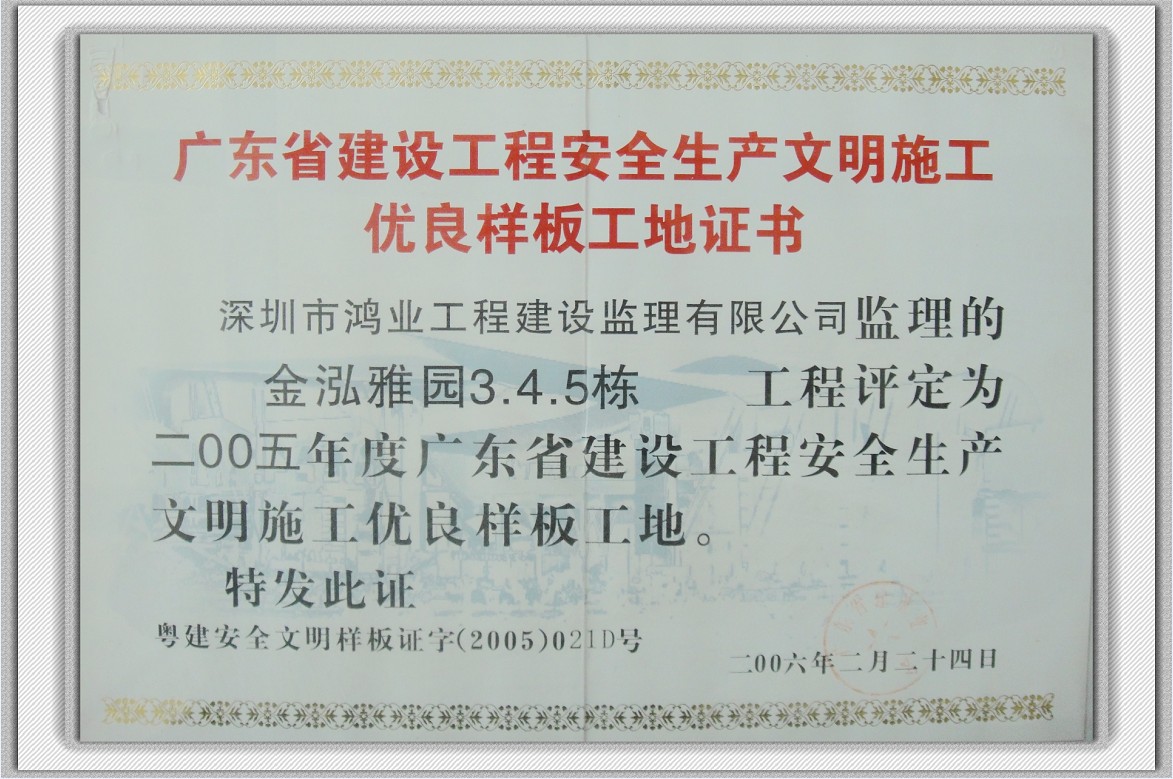 广东省建设工程安全生产文明施工
优良样板工地证书
深圳市鸿业工程建设监理有限公司监理的
金泓雅园3.4.5栋 工程评定为
二00五年度广东省建设工程安全生产
文明施工优良样板工地。
特发此证
粤建安全文明样板证字(2005)021D号
二00六年二月二十四日